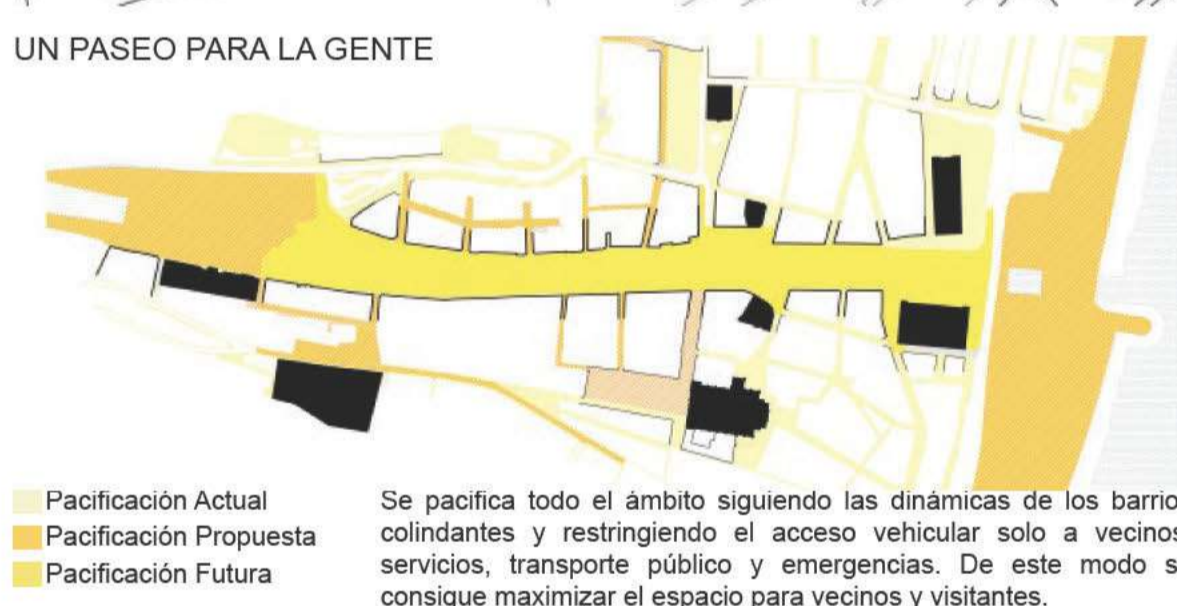 UN PASEO PARA LA GENTE
Pacificación Actual
Pacificación Propuesta
Pacificación Futura
Se pacifica todo el ámbito siguiendo las dinámicas de los barrio
colindantes y restringiendo el acceso vehicular solo a vecinos
servicios, transporte público y emergencias. De este modo s
consigue maximizar el espacio para vecinos y visitantes.